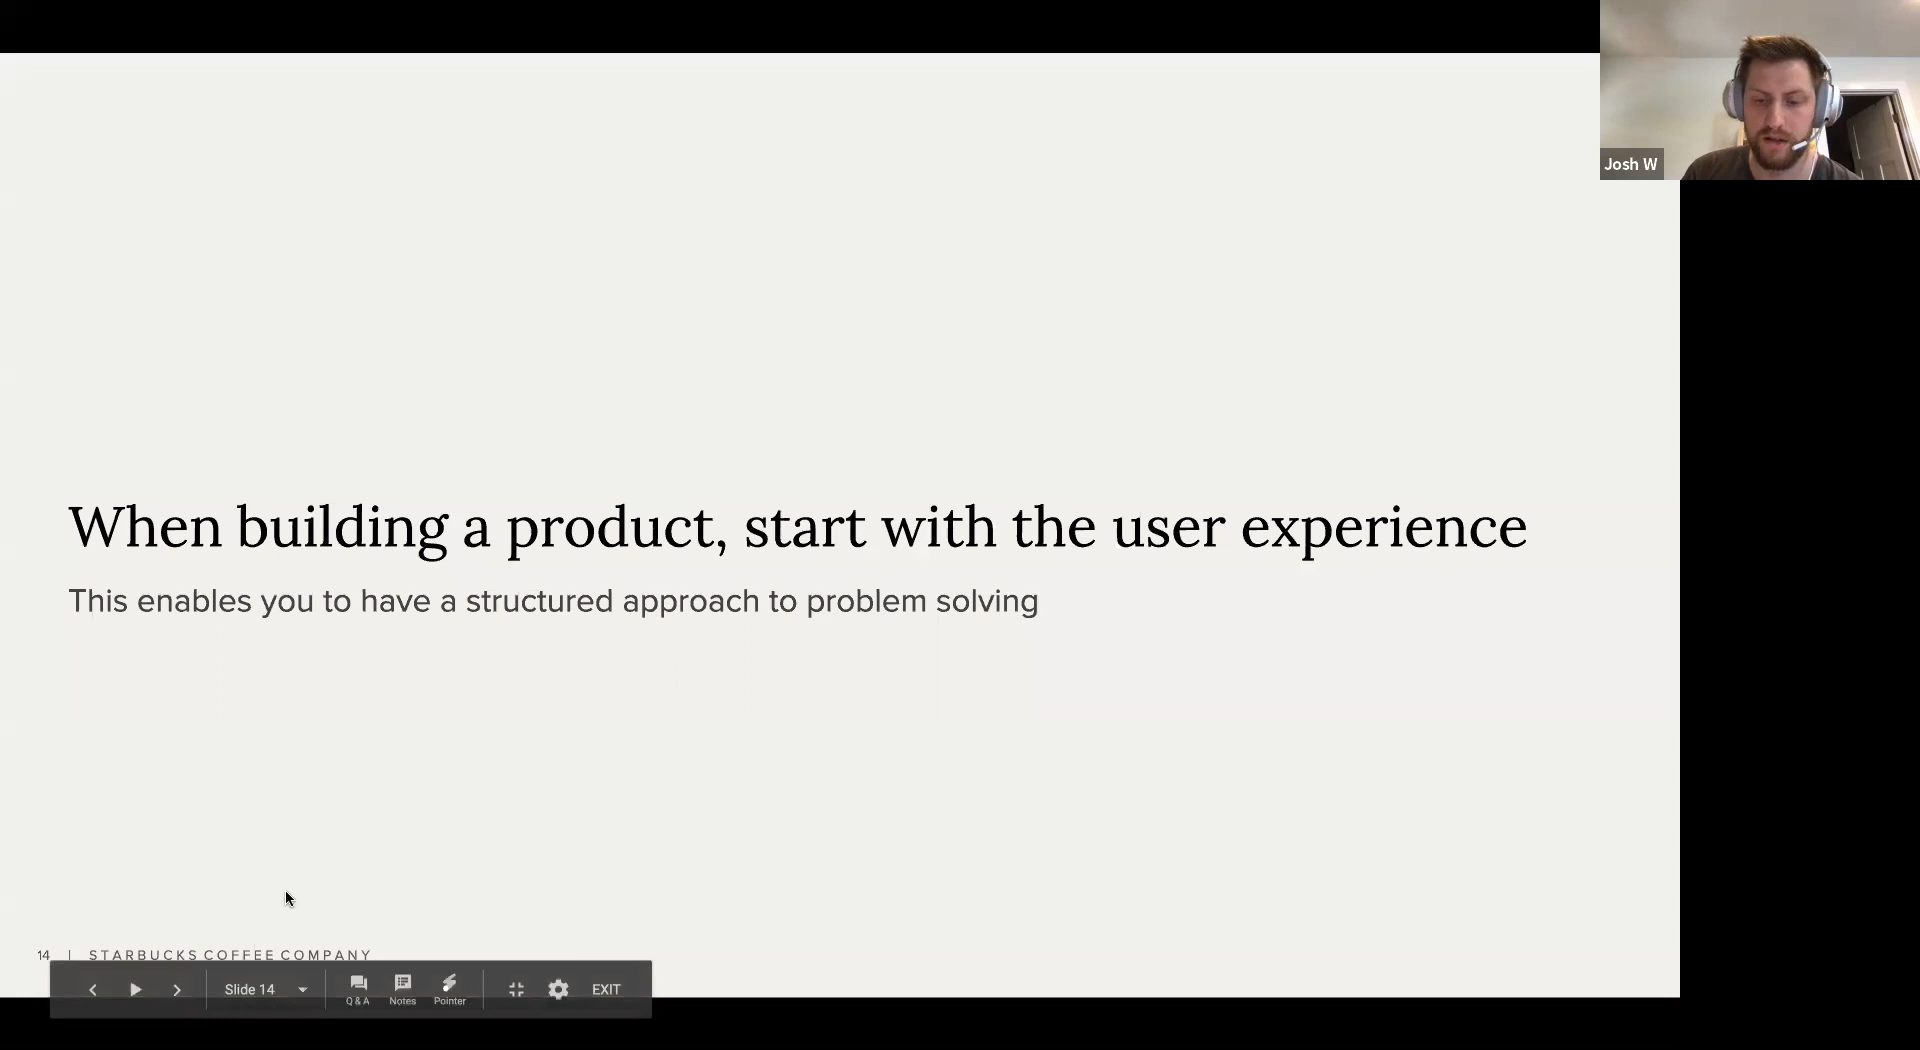 Josh W
When building a product, start with the user experience
This enables you to have a structured approach to problem solving
14 | STARBUCKS COFFEE COMPANY
Slide 14
Q & A
Notes
Pointer
EXIT